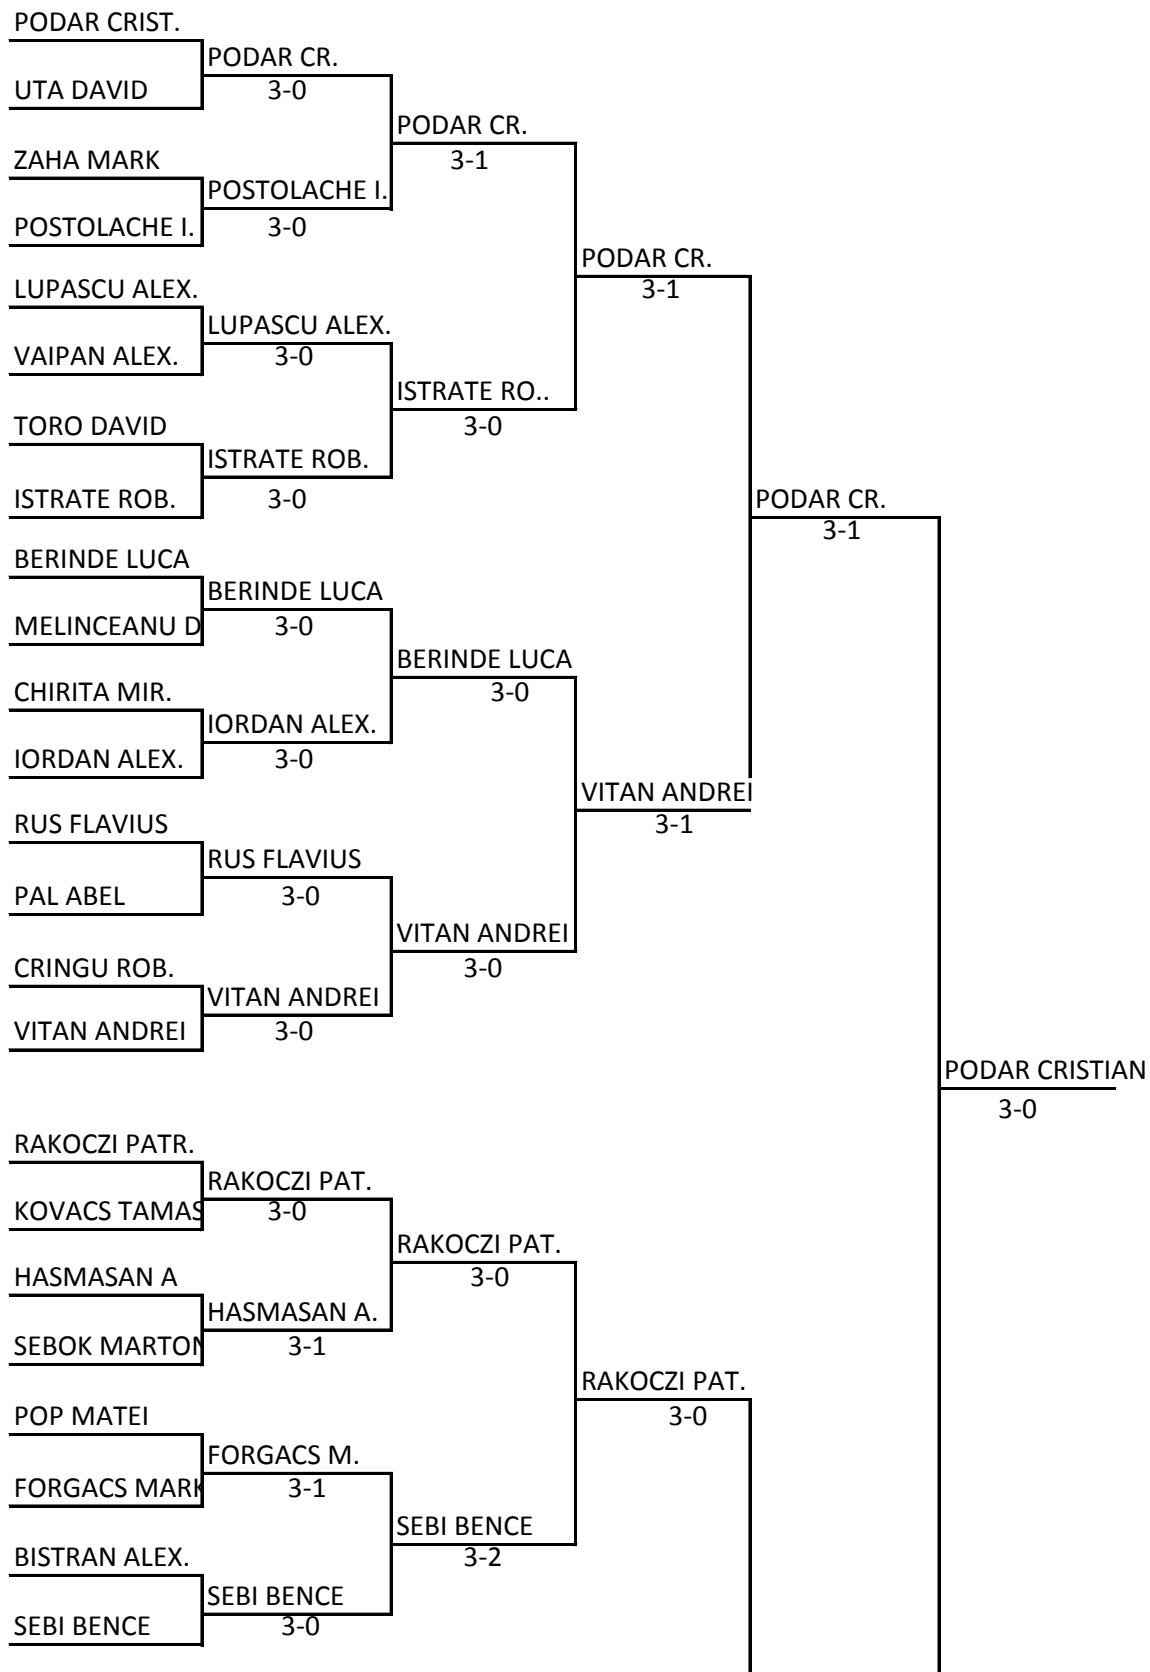 PODAR CRIST.
PODAR CR.
UTA DAVID
3-0
PODAR CR.
ZAHA MARK
3-1
POSTOLACHE I.
POSTOLACHE I.
3-0
PODAR CR.
LUPASCU ALEX.
3-1
LUPASCU ALEX.
VAIPAN ALEX.
3-0
ISTRATE RO..
TORO DAVID
3-0
ISTRATE ROB.
ISTRATE ROB.
3-0
PODAR CR.
3-1
BERINDE LUCA
BERINDE LUCA
MELINCEANU D
3-0
BERINDE LUCA
CHIRITA MIR.
3-0
IORDAN ALEX.
IORDAN ALEX.
3-0
VITAN ANDREI
RUS FLAVIUS
3-1
RUS FLAVIUS
PAL ABEL
3-0
VITAN ANDREI
CRINGU ROB.
3-0
VITAN ANDREI
VITAN ANDREI
3-0
PODAR CRISTIAN
3-0
RAKOCZI PATR.
RAKOCZI PAT.
KOVACS TAMAS
3-0
RAKOCZI PAT.
HASMASAN A
3-0
HASMASAN A.
SEBOK MARTON
3-1
RAKOCZI PAT.
POP MATEI
3-0
FORGACS M.
FORGACS MARK
3-1
SEBI BENCE
BISTRAN ALEX.
3-2
SEBI BENCE
SEBI BENCE
3-0